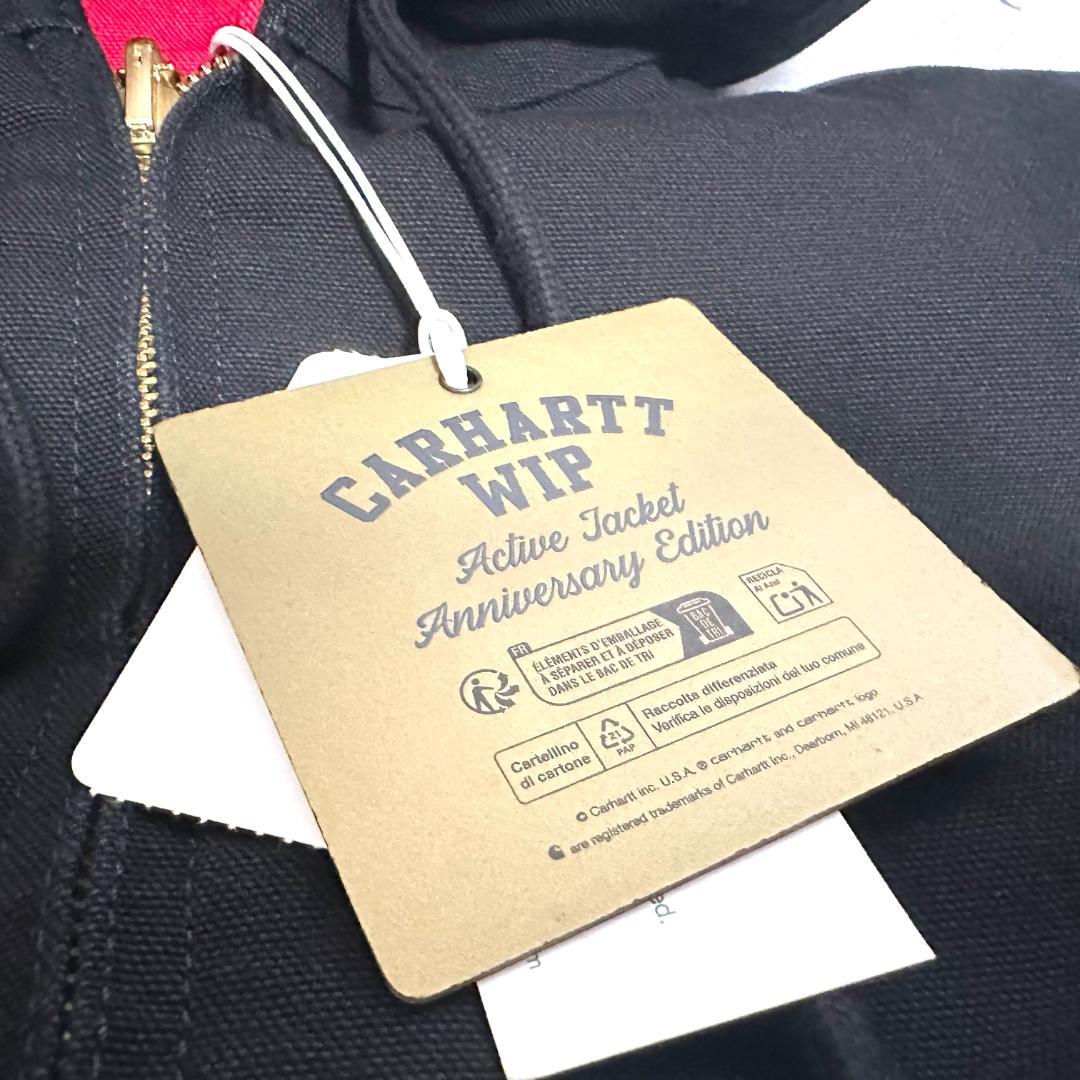 CARHARTT
WIP
Active Jacket
Anniversary Edition
FR
ÉLÉMENTS D'EMBALLAGE
À SÉPARER ET À DÉPOSER
DANS LE BAC DE TRI
BAC
DE
TRI
RECICLA
Al Azul
Cartellino
di cartone
21
PAP
Raccolta differenziata
Verifica le disposizioni del tuo comune
© Carhartt Inc. U.S.A. ® carhartt and carhartt logo
are registered trademarks of Carhartt Inc., Dearborn, MI 48121, U.S.A